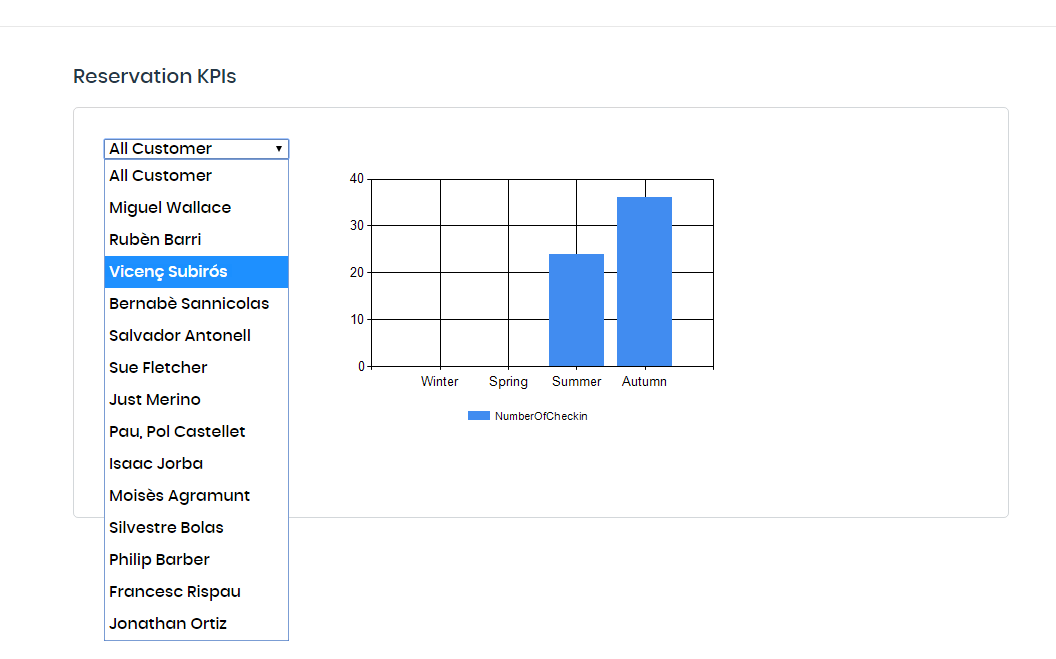 Reservation KPIs
All Customer
All Customer
Miguel Wallace
Rubèn Barri
Vicenç Subirós
Bernabè Sannicolas
Salvador Antonell
Sue Fletcher
Just Merino
Pau, Pol Castellet
Isaac Jorba
Moisès Agramunt
Silvestre Bolas
Philip Barber
Francesc Rispau
Jonathan Ortiz
40
30
20
10
0
Winter Spring Summer Autumn
NumberOfCheckin